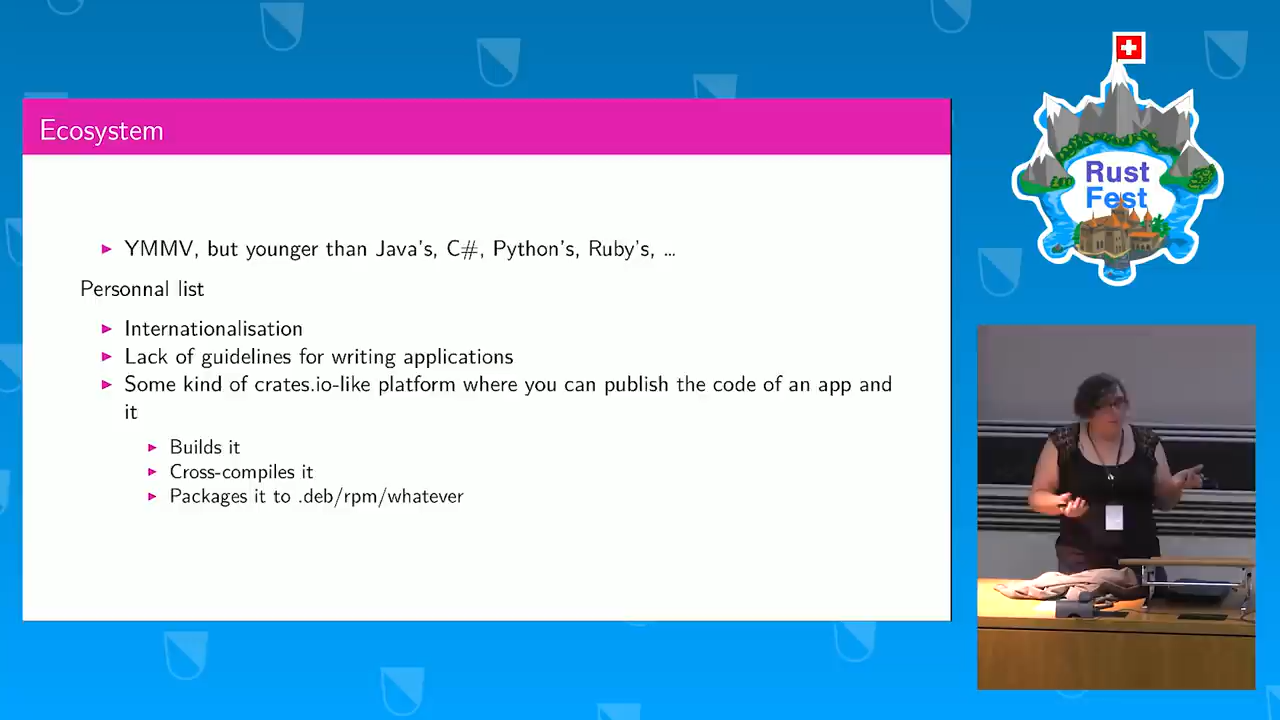 Ecosystem
YMMV, but younger than Java's, C#, Python's, Ruby's, ...
Personnal list
Internationalisation
Lack of guidelines for writing applications
Some kind of crates.io-like platform where you can publish the code of an app and
it
Builds it
Cross-compiles it
Packages it to .deb/rpm/whatever
Rust
Fest